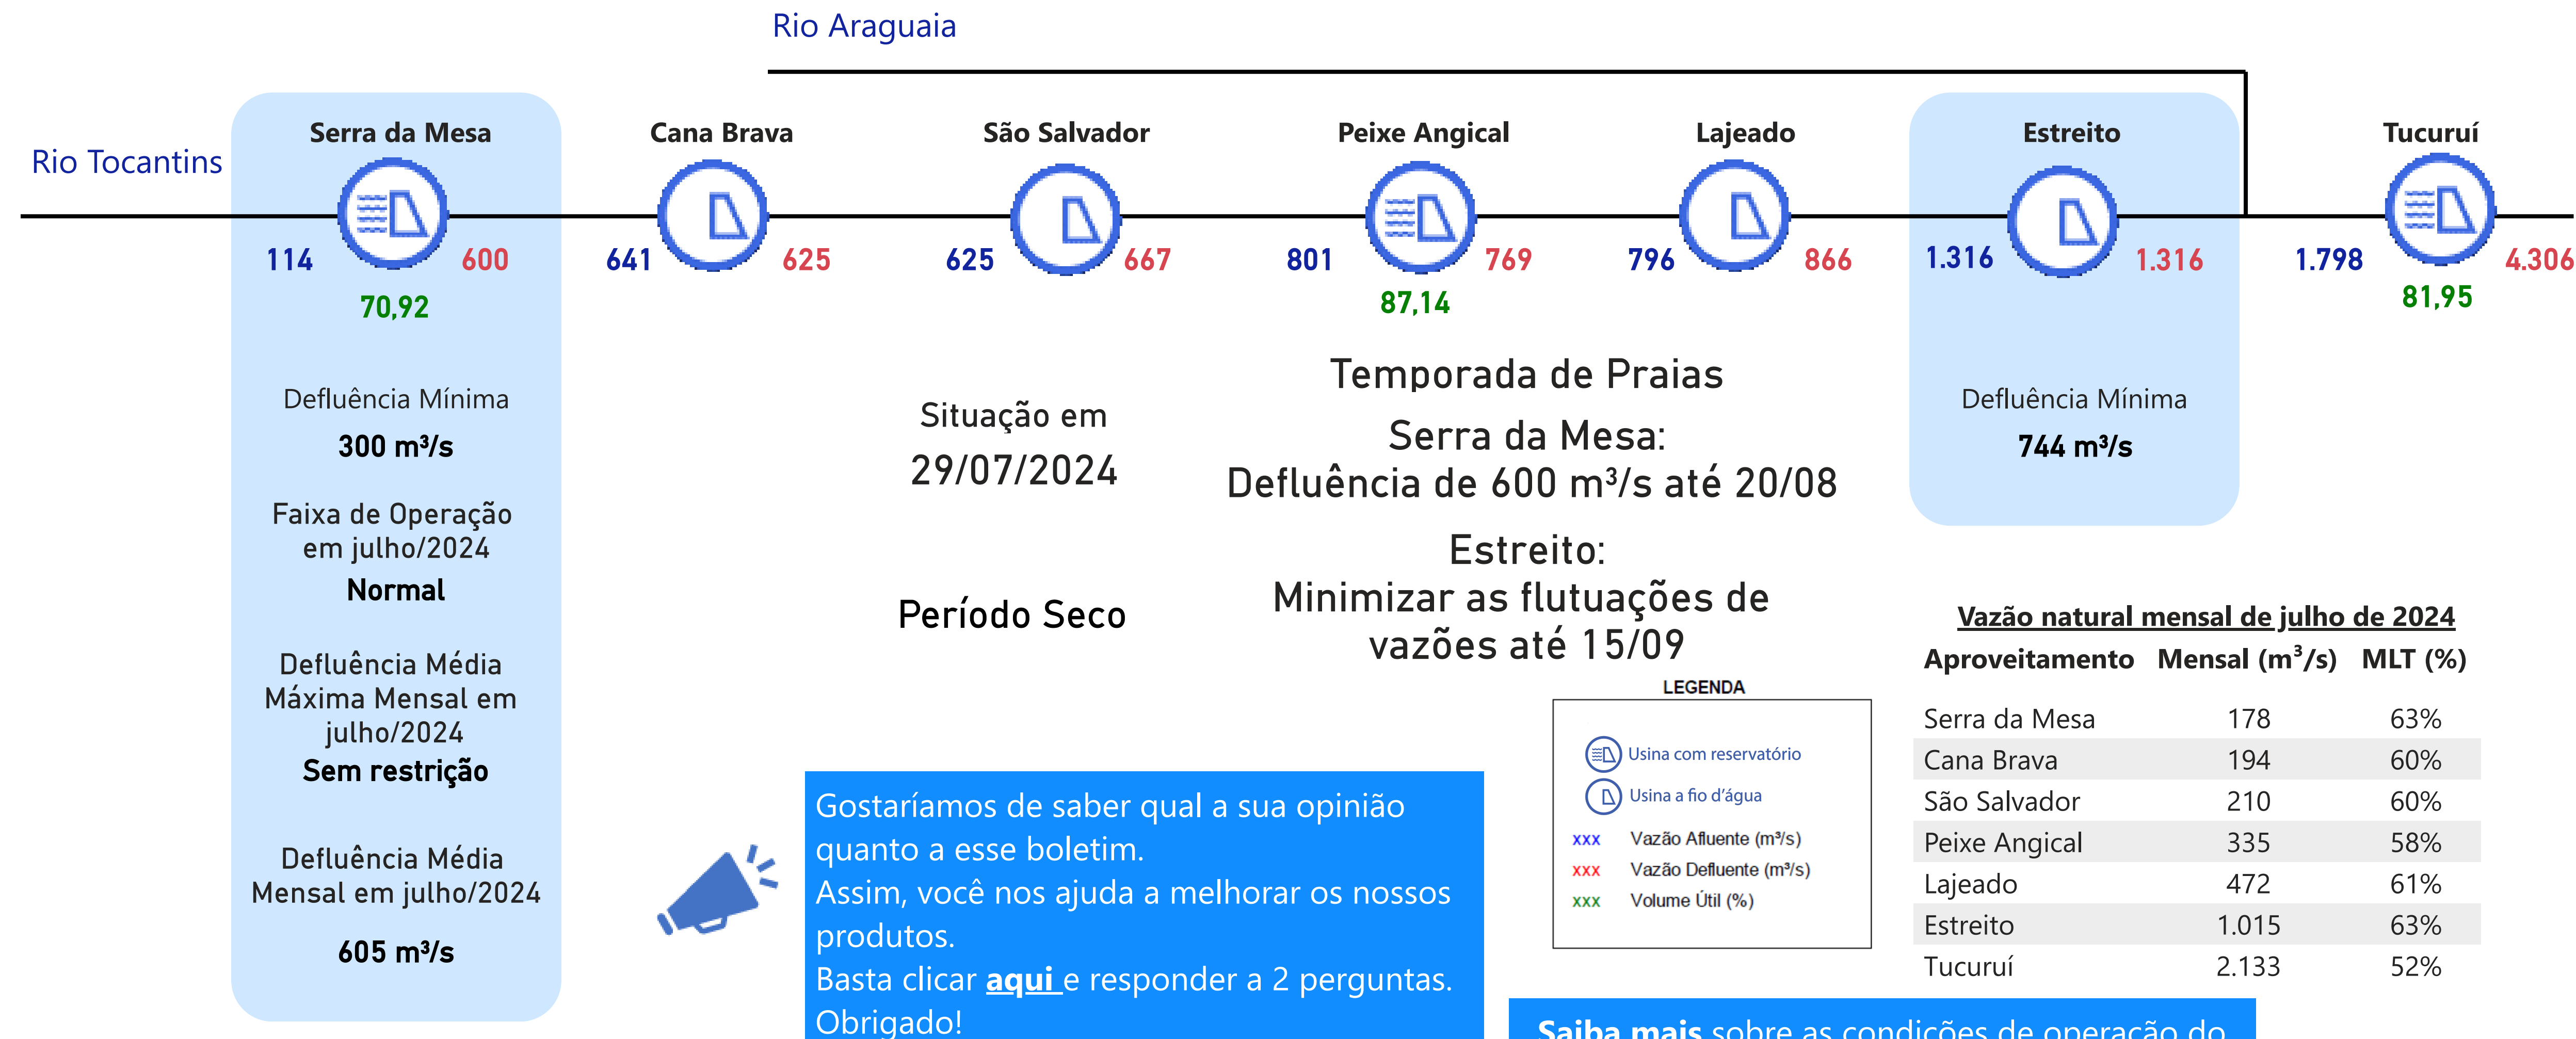 Rio Araguaia
Rio Tocantins
Serra da Mesa
Cana Brava
São Salvador
Peixe Angical
Lajeado
Estreito
Tucuruí
114 600
641 625
625 667
801 769
796 866
1.316 1.316
1.798 4.306
70,92
87,14
81,95
Defluência Mínima
300 m³/s
Faixa de Operação
em julho/2024
Normal
Defluência Média
Máxima Mensal em
julho/2024
Sem restrição
Defluência Média
Mensal em julho/2024
605 m³/s
Situação em
29/07/2024
Período Seco
Temporada de Praias
Serra da Mesa:
Defluência de 600 m³/s até 20/08
Estreito:
Minimizar as flutuações de
vazões até 15/09
Defluência Mínima
744 m³/s
Gostaríamos de saber qual a sua opinião
quanto a esse boletim.
Assim, você nos ajuda a melhorar os nossos
produtos.
Basta clicar aqui e responder a 2 perguntas.
Obrigado!
LEGENDA
Usina com reservatório
Usina a fio d'água
xxx Vazão Afluente (m³/s)
xxx Vazão Defluente (m³/s)
xxx Volume Útil (%)
Vazão natural mensal de julho de 2024
Aproveitamento Mensal (m³/s) MLT (%)
Serra da Mesa 178 63%
Cana Brava 194 60%
São Salvador 210 60%
Peixe Angical 335 58%
Lajeado 472 61%
Estreito 1.015 63%
Tucuruí 2.133 52%
Saiba mais sobre as condições de operação do